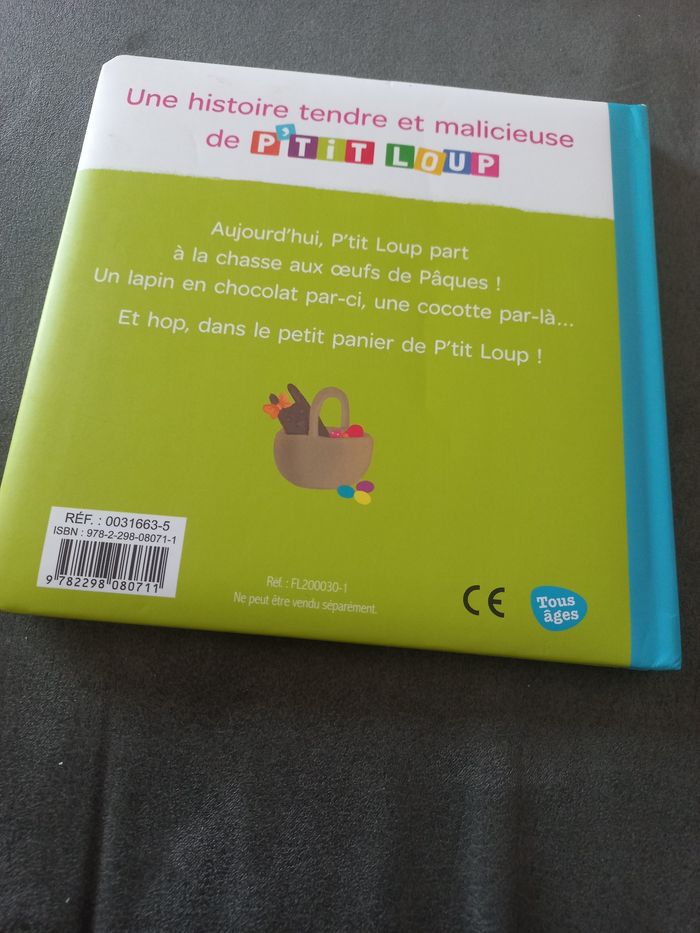 Une histoire tendre et malicieuse
de P'TIT LOUP
Aujourd'hui, P'tit Loup part
à la chasse aux œufs de Pâques !
Un lapin en chocolat par-ci, une cocotte par-là...
Et hop, dans le petit panier de P'tit Loup !
RÉF. : 0031663-5
ISBN : 978-2-298-08071-1
9 782298 080711
Réf. : FL200030-1
Ne peut être vendu séparément.
CE
Tous
âges